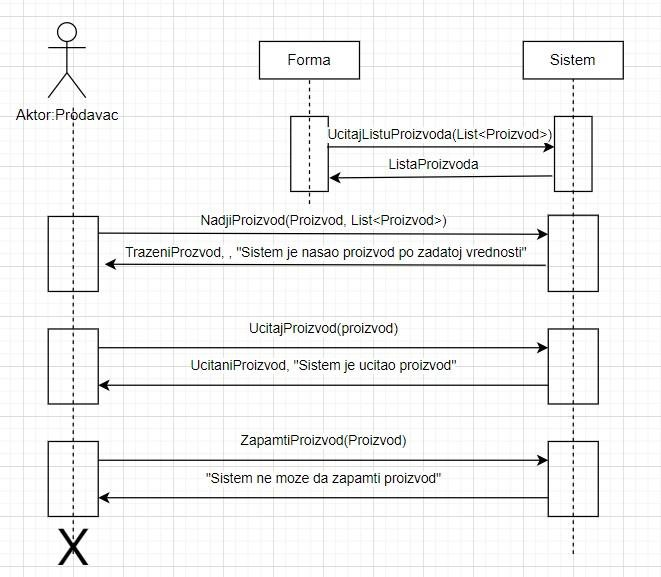 Forma
Sistem
Aktor:Prodavac
UcitajListuProizvoda(List<Proizvod>)
ListaProizvoda
NadjiProizvod(Proizvod, List<Proizvod>)
TrazeniProzvod, , "Sistem je nasao proizvod po zadatoj vrednosti"
UcitajProizvod(proizvod)
UcitaniProizvod, "Sistem je ucitao proizvod"
ZapamtiProizvod(Proizvod)
"Sistem ne moze da zapamti proizvod"
X